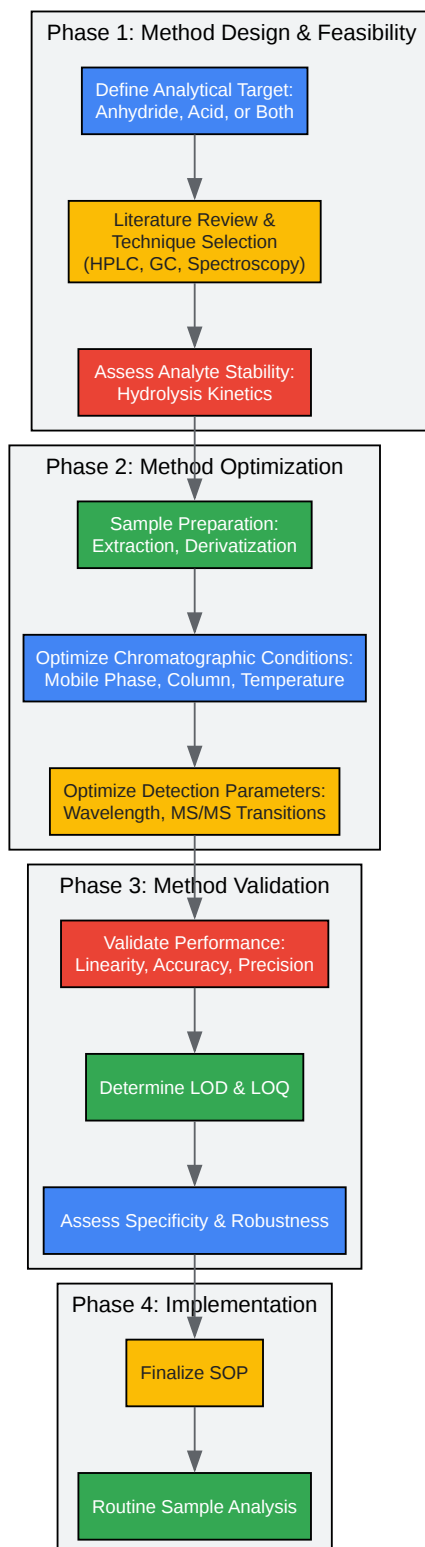 Phase 1: Method Design & Feasibility
Define Analytical Target:
Anhydride, Acid, or Both
Literature Review &
Technique Selection
(HPLC, GC, Spectroscopy)
Assess Analyte Stability:
Hydrolysis Kinetics
Phase 2: Method Optimization
Sample Preparation:
Extraction, Derivatization
Optimize Chromatographic Conditions:
Mobile Phase, Column, Temperature
Optimize Detection Parameters:
Wavelength, MS/MS Transitions
Phase 3: Method Validation
Validate Performance:
Linearity, Accuracy, Precision
Determine LOD & LOQ
Assess Specificity & Robustness
Phase 4: Implementation
Finalize SOP
Routine Sample Analysis